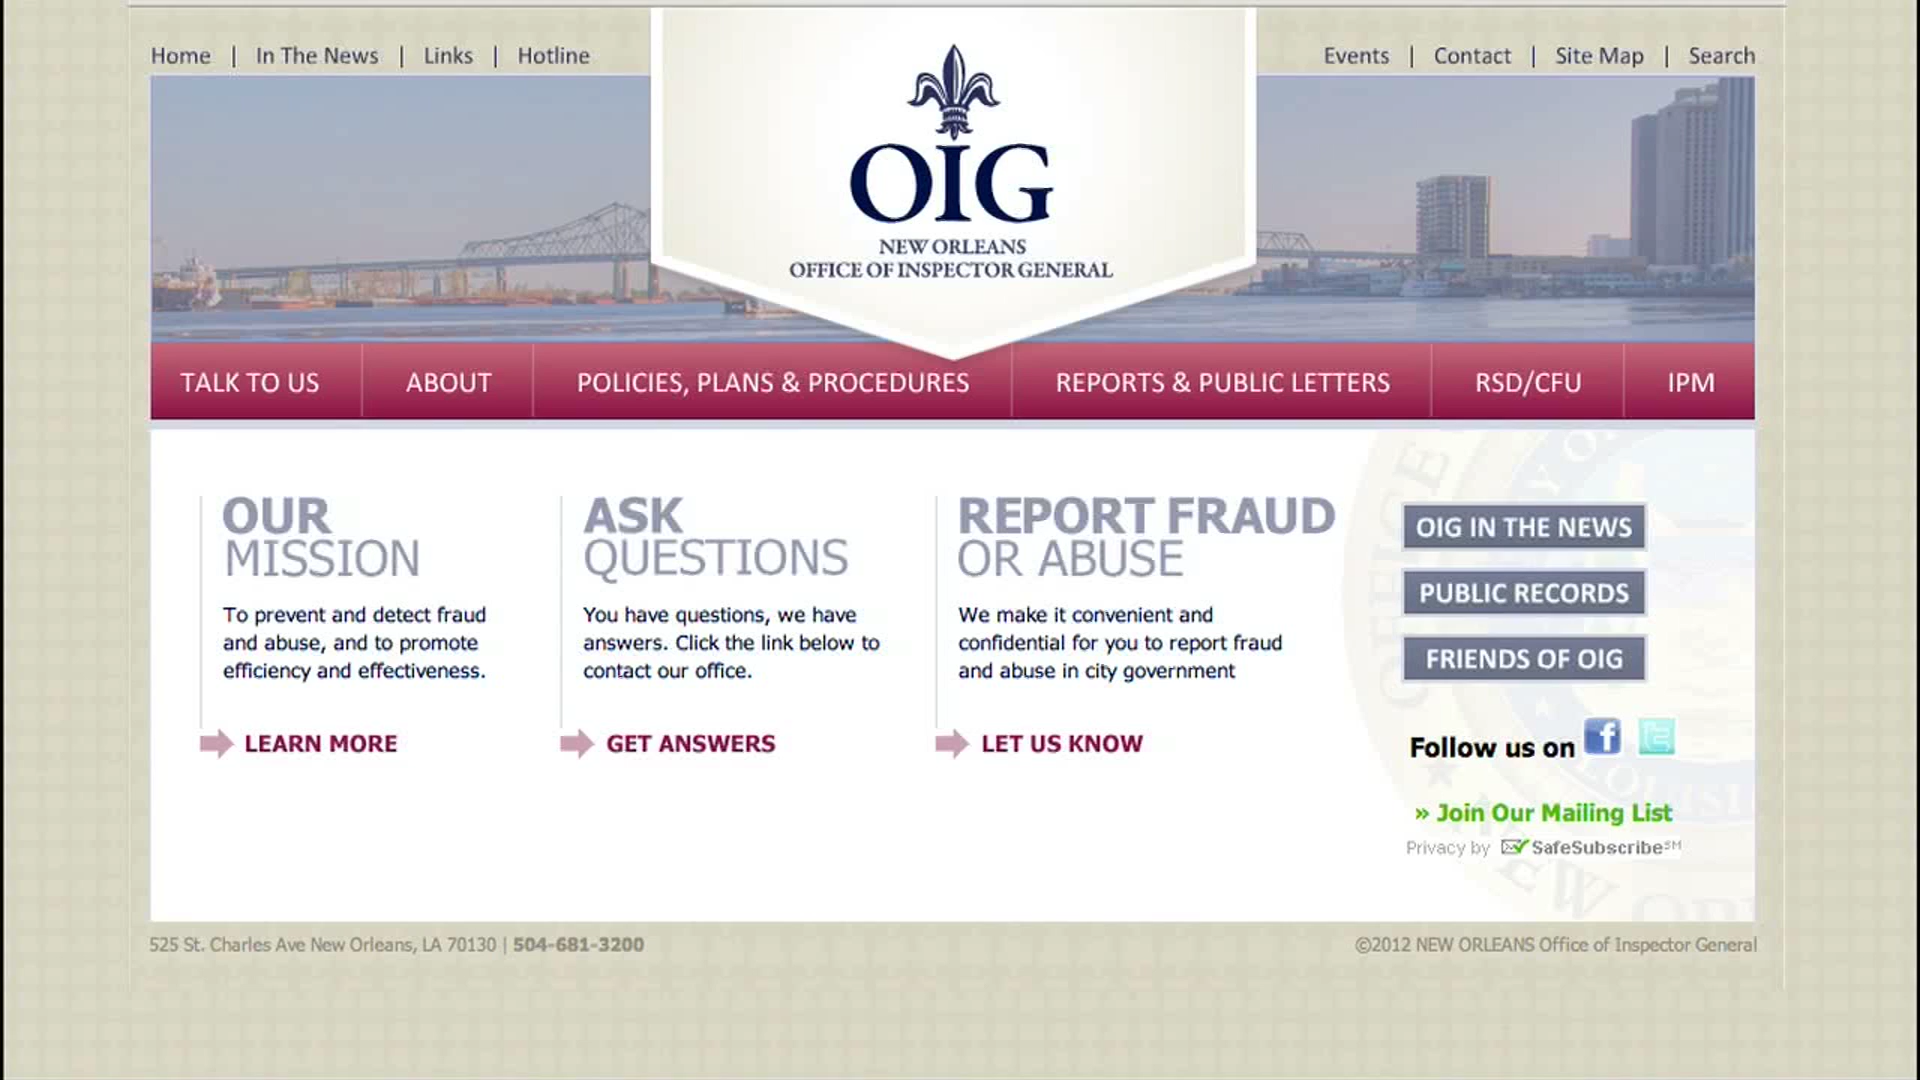 Home | In The News | Links | Hotline
Events | Contact | Site Map | Search
OIG
NEW ORLEANS
OFFICE OF INSPECTOR GENERAL
TALK TO US
ABOUT
POLICIES, PLANS & PROCEDURES
REPORTS & PUBLIC LETTERS
RSD/CFU
IPM
OUR
MISSION
To prevent and detect fraud
and abuse, and to promote
efficiency and effectiveness.
LEARN MORE
ASK
QUESTIONS
You have questions, we have
answers. Click the link below to
contact our office.
GET ANSWERS
REPORT FRAUD
OR ABUSE
We make it convenient and
confidential for you to report fraud
and abuse in city government
LET US KNOW
OIG IN THE NEWS
PUBLIC RECORDS
FRIENDS OF OIG
Follow us on f t
» Join Our Mailing List
Privacy by SafeSubscribe℠
525 St. Charles Ave New Orleans, LA 70130 | 504-681-3200
©2012 NEW ORLEANS Office of Inspector General